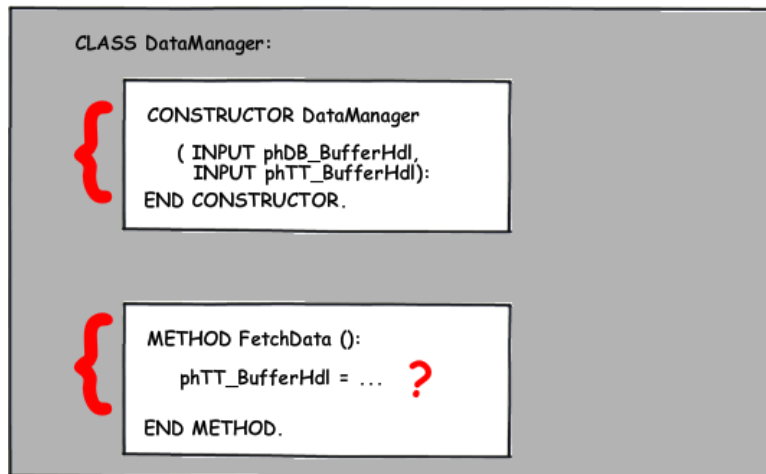 CLASS DataManager:
CONSTRUCTOR DataManager
( INPUT phDB_BufferHdl,
INPUT phTT_BufferHdl):
END CONSTRUCTOR.
METHOD FetchData ():
phTT_BufferHdl = ... ?
END METHOD.